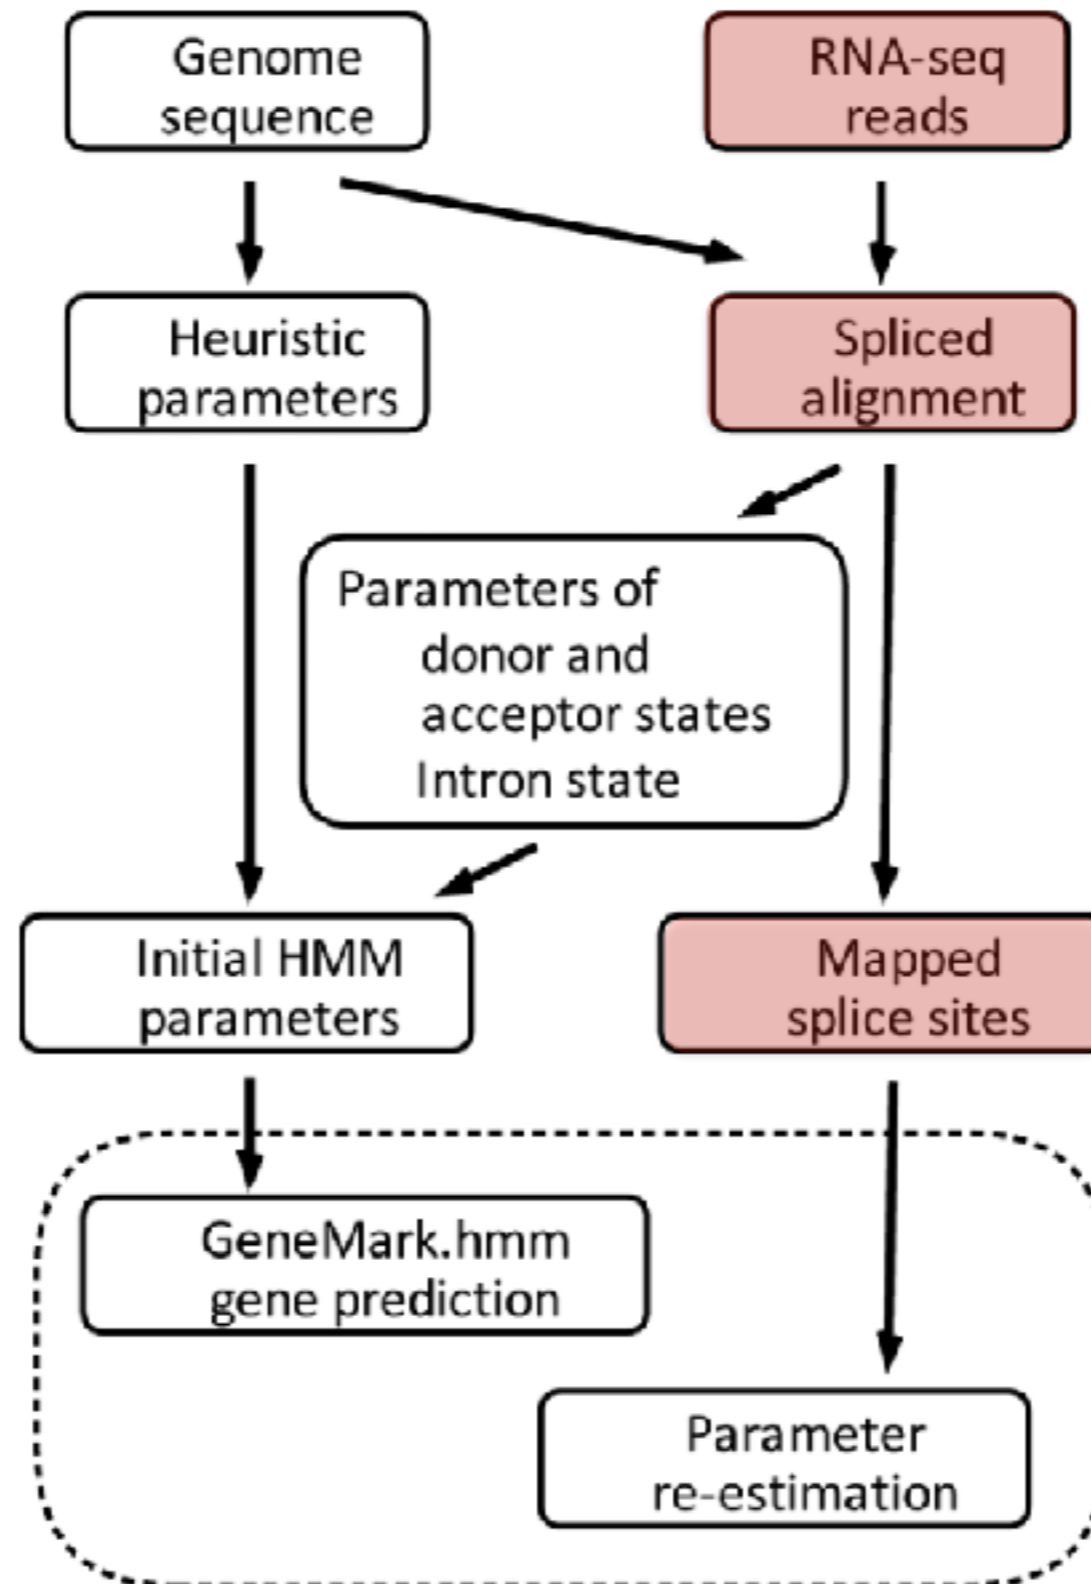 Genome
sequence
RNA-seq
reads
Heuristic
parameters
Spliced
alignment
Parameters of
donor and
acceptor states
Intron state
Initial HMM
parameters
Mapped
splice sites
GeneMark.hmm
gene prediction
Parameter
re-estimation